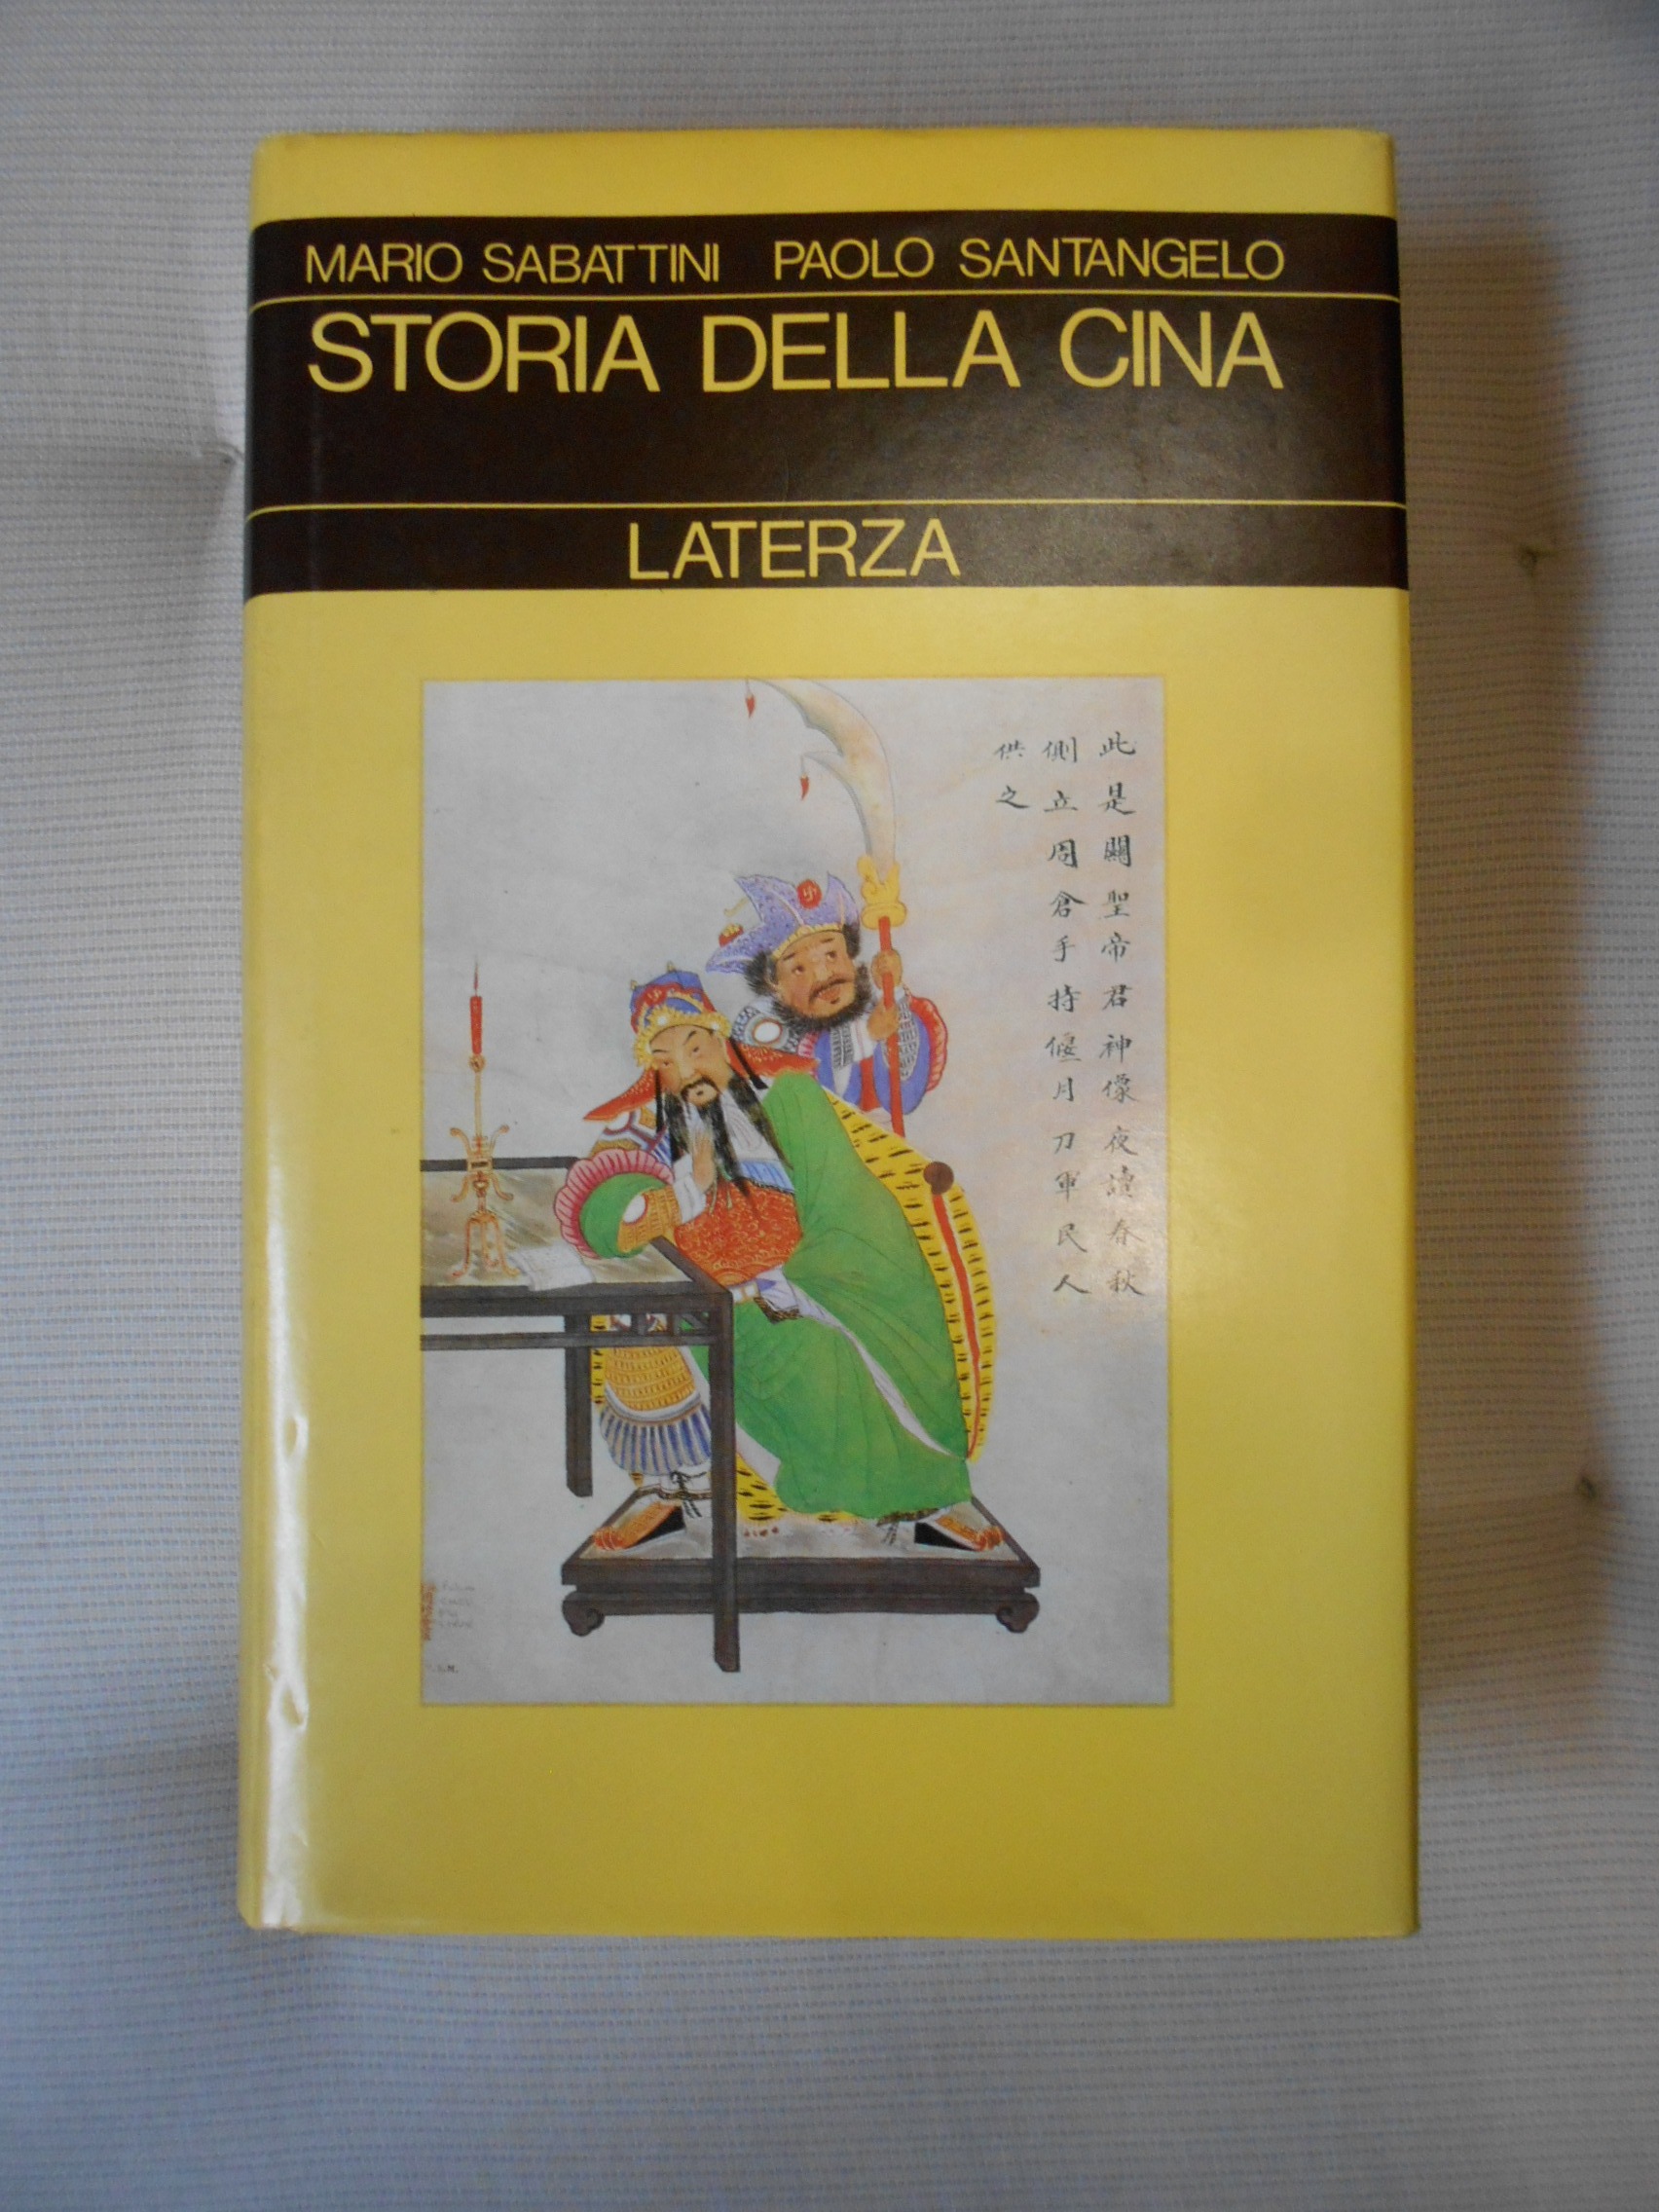 MARIO SABATTINI PAOLO SANTANGELO
STORIA DELLA CINA
LATERZA
此是關聖帝君神像夜讀春秋
側立周倉手持偃月刀軍民人
供之